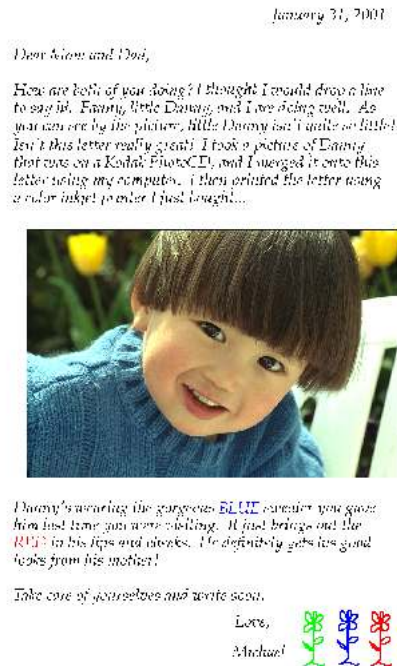 January 31, 2001
Dear Mom and Dad,
How are both of you doing? I thought I would drop a line
to say hi. Fanny, little Danny, and I are doing well. As
you can see by the picture, little Danny isn't quite so little!
Isn't this letter really great! I took a picture of Danny
that was on a Kodak PhotoCD, and I merged it onto this
letter using my computer. I then printed the letter using
a color inkjet printer I just bought...
Danny's wearing the gorgeous BLUE sweater you gave
him last time you were visiting. It just brings out the
RED in his lips and cheeks. He definitely gets his good
looks from his mother!
Take care of yourselves and write soon.
Love,
Michael